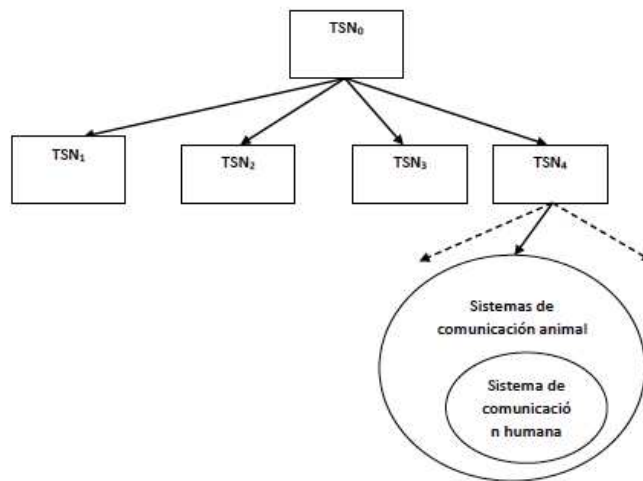 TSN₀
TSN₁
TSN₂
TSN₃
TSN₄
Sistemas de
comunicación animal
Sistema de
comunicació
n humana